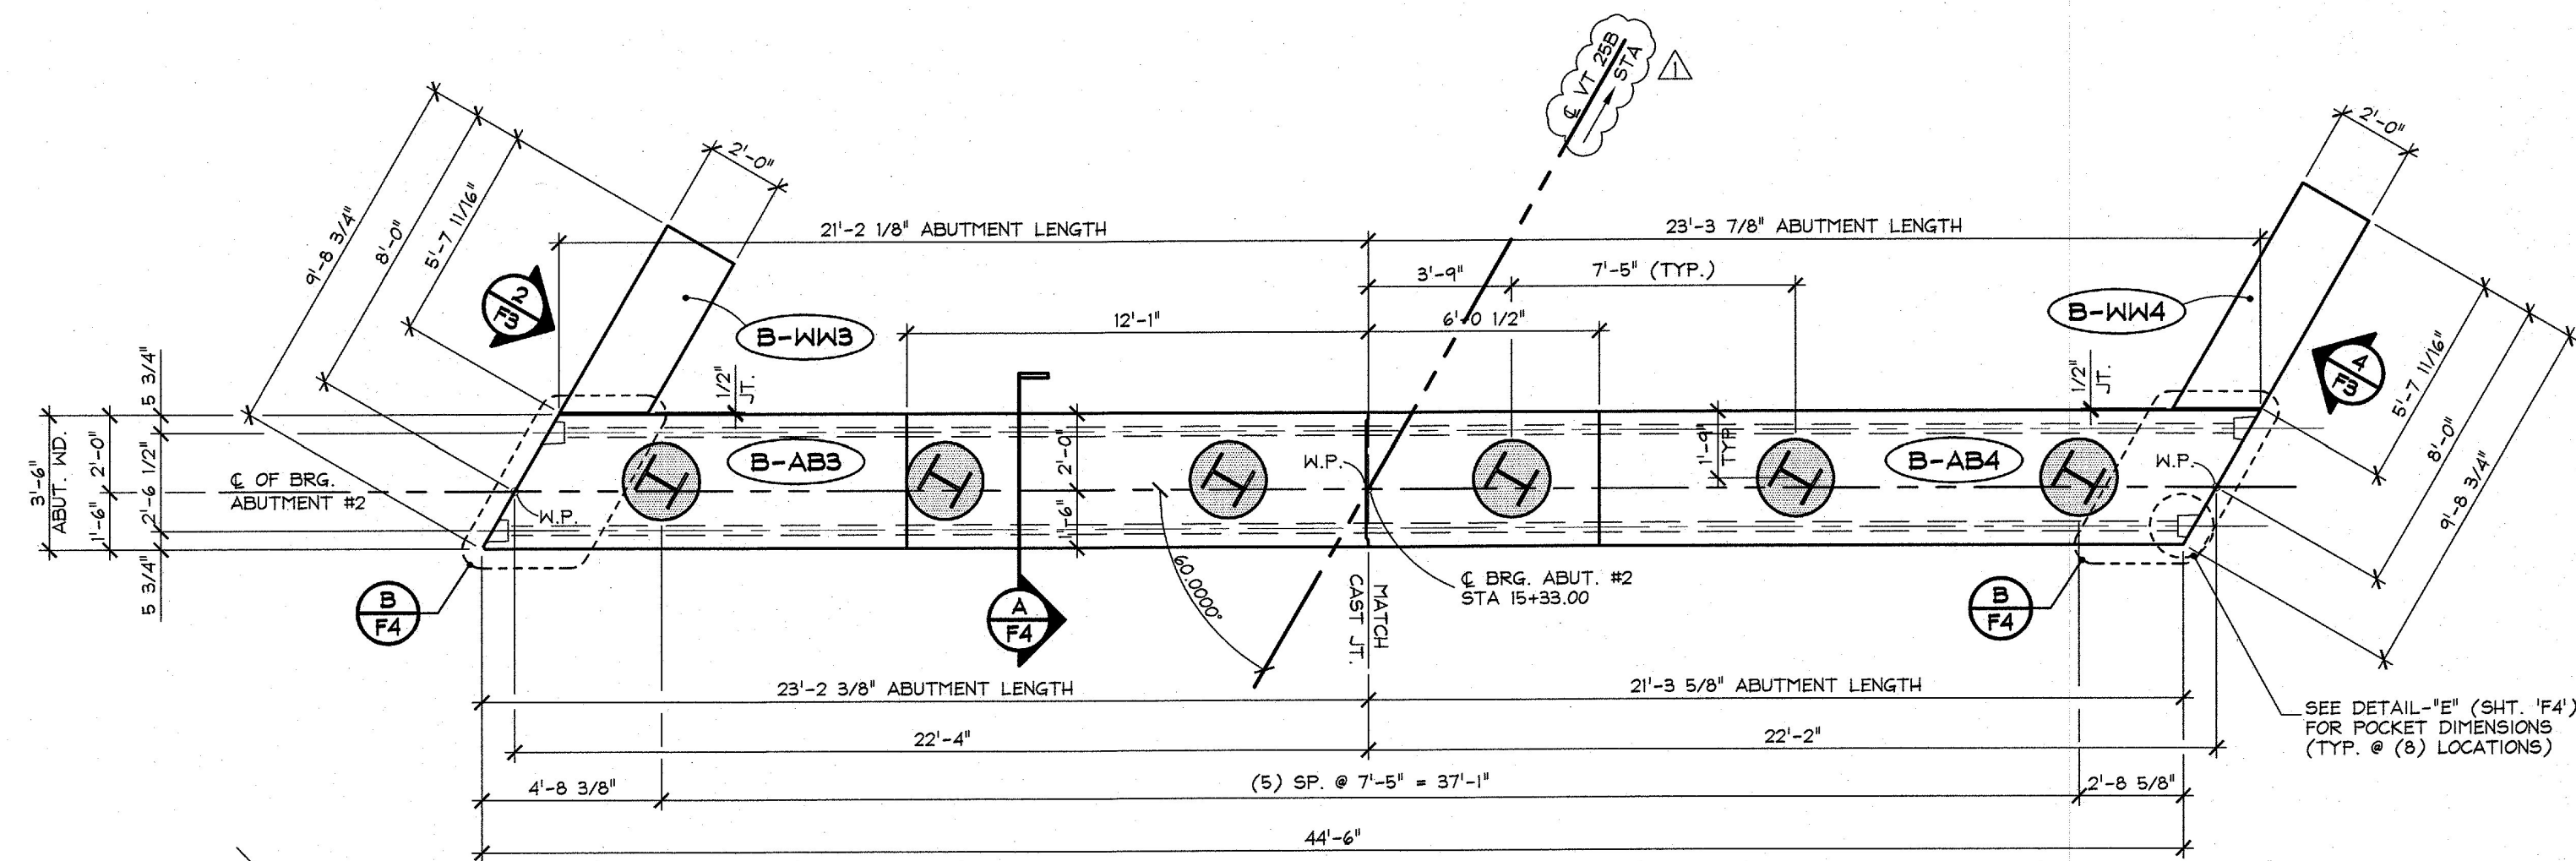 ℄ VT 25B
STA
1
2'-0"
2'-0"
9'-8 3/4"
8'-0"
5'-7 11/16"
21'-2 1/8" ABUTMENT LENGTH
23'-3 7/8" ABUTMENT LENGTH
3'-9"
7'-5" (TYP.)
2
F3
B-WW3
12'-1"
6'-0 1/2"
B-WW4
4
F3
5'-7 11/16"
8'-0"
9'-8 3/4"
1/2"
JT.
1/2"
JT.
5 3/4"
3'-6"
ABUT. WD.
2'-0"
1'-6"
2'-6 1/2"
5 3/4"
℄ OF BRG.
ABUTMENT #2
W.P.
B-AB3
2'-0"
1'-6"
W.P.
1'-9"
TYP.
B-AB4
W.P.
60.0000°
MATCH
CAST JT.
℄ BRG. ABUT. #2
STA 15+33.00
B
F4
A
F4
B
F4
23'-2 3/8" ABUTMENT LENGTH
21'-3 5/8" ABUTMENT LENGTH
SEE DETAIL-"E" (SHT. 'F4')
FOR POCKET DIMENSIONS
(TYP. @ (8) LOCATIONS)
22'-4"
22'-2"
4'-8 3/8"
(5) SP. @ 7'-5" = 37'-1"
2'-8 5/8"
44'-6"